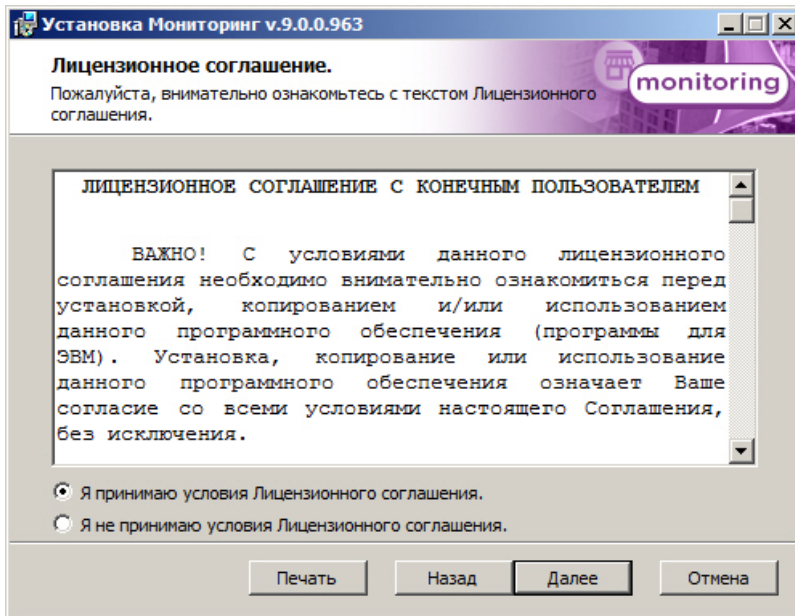 Установка Мониторинг v.9.0.0.963
Лицензионное соглашение.
Пожалуйста, внимательно ознакомьтесь с текстом Лицензионного
соглашения.
monitoring
ЛИЦЕНЗИОННОЕ СОГЛАШЕНИЕ С КОНЕЧНЫМ ПОЛЬЗОВАТЕЛЕМ
ВАЖНО! С условиями данного лицензионного
соглашения необходимо внимательно ознакомиться перед
установкой, копированием и/или использованием
данного программного обеспечения (программы для
ЭВМ). Установка, копирование или использование
данного программного обеспечения означает Ваше
согласие со всеми условиями настоящего Соглашения,
без исключения.
Я принимаю условия Лицензионного соглашения.
Я не принимаю условия Лицензионного соглашения.
Печать Назад Далее Отмена